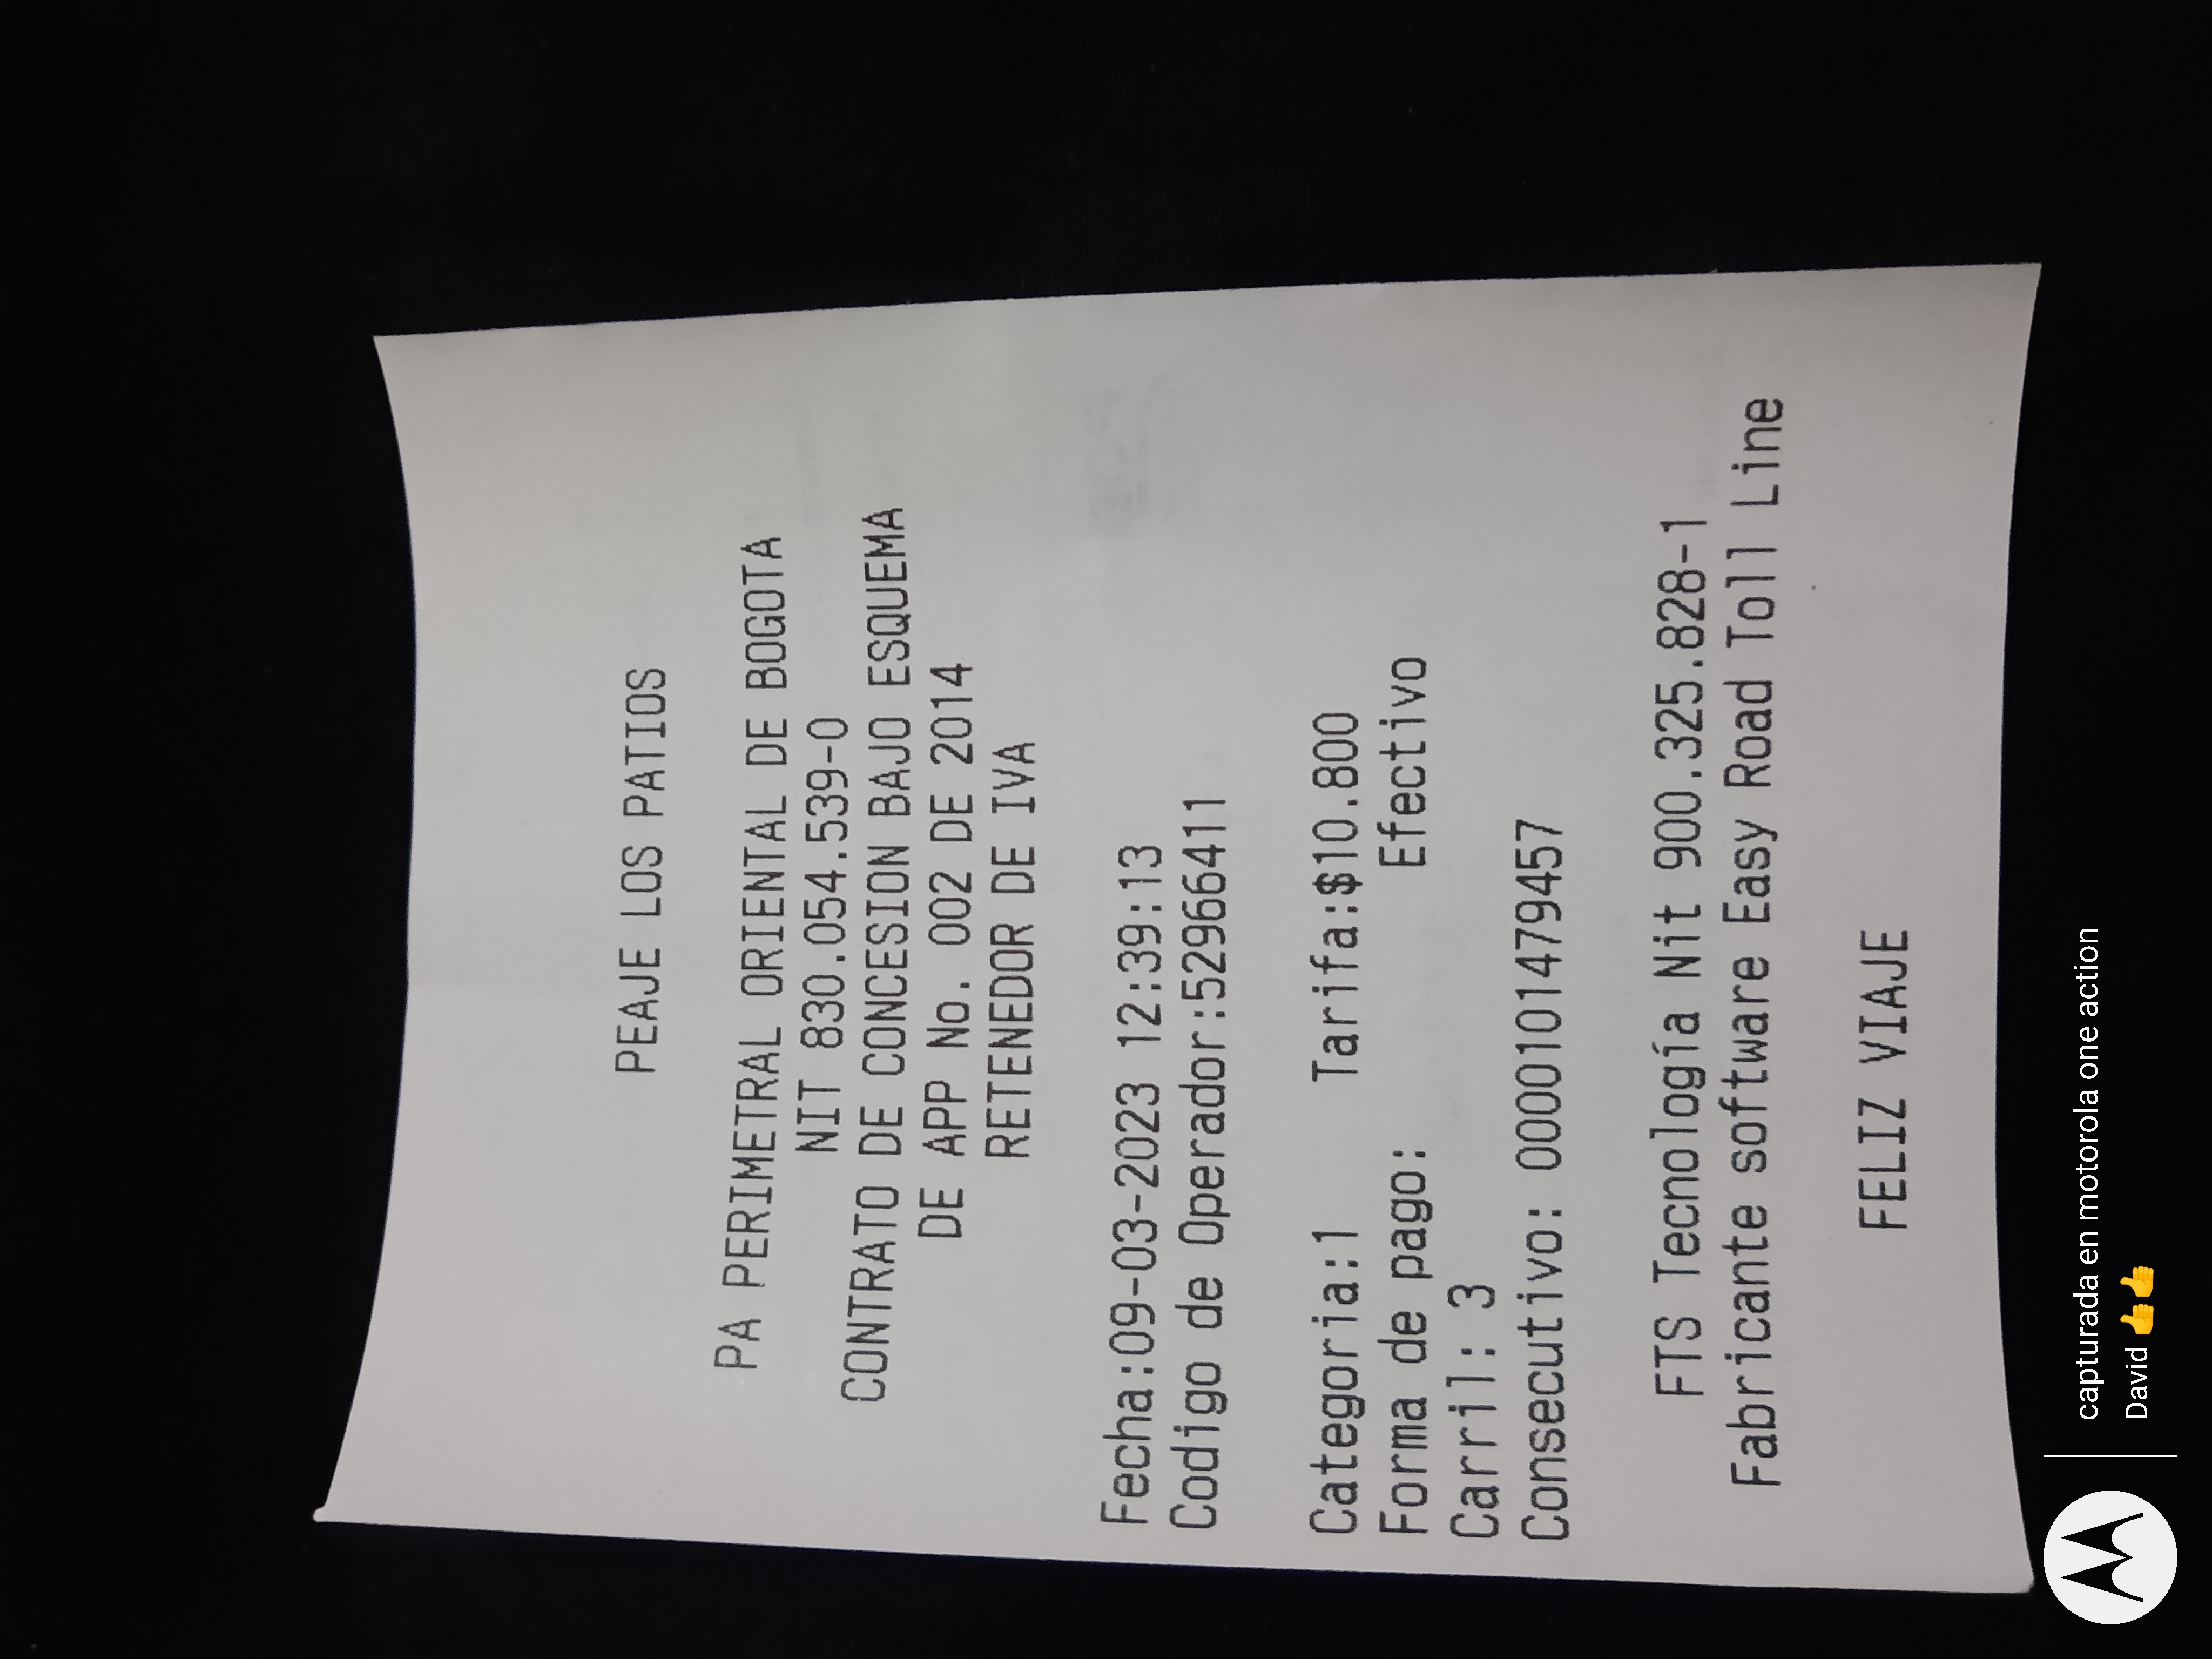 PEAJE LOS PATIOS
PA PERIMETRAL ORIENTAL DE BOGOTA
NIT 830.054.539-0
CONTRATO DE CONCESION BAJO ESQUEMA
DE APP No. 002 DE 2014
RETENEDOR DE IVA
Fecha:09-03-2023 12:39:13
Codigo de Operador:52966411
Categoria:1 Tarifa:$10.800
Forma de pago: Efectivo
Carril: 3
Consecutivo: 000010147​9457
FTS Tecnología Nit 900.325.828-1
Fabricante software Easy Road Toll Line
FELIZ VIAJE
capturada en motorola one action
David 👍👍